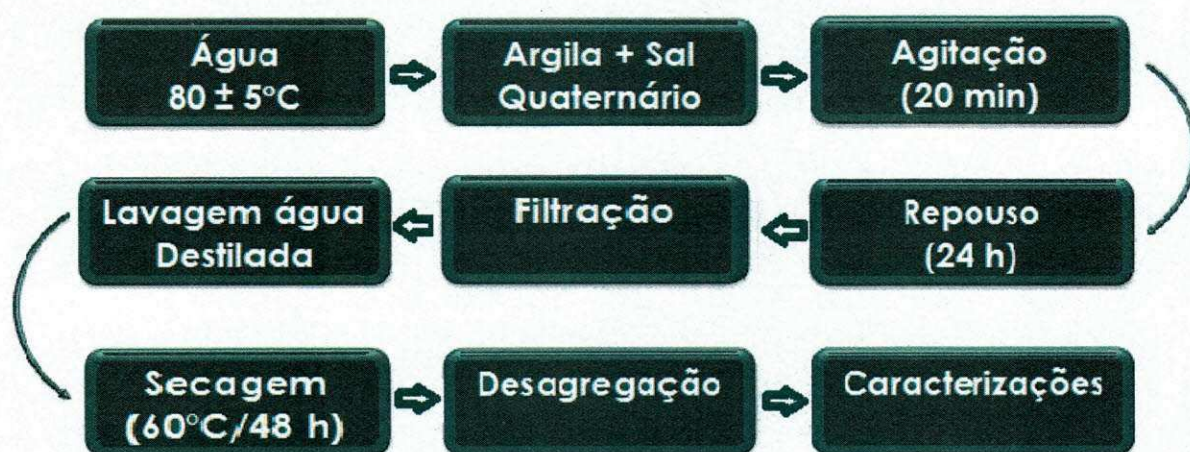 Água
80 ± 5°C
Argila + Sal
Quaternário
Agitação
(20 min)
Repouso
(24 h)
Filtração
Lavagem água
Destilada
Secagem
(60°C/48 h)
Desagregação
Caracterizações